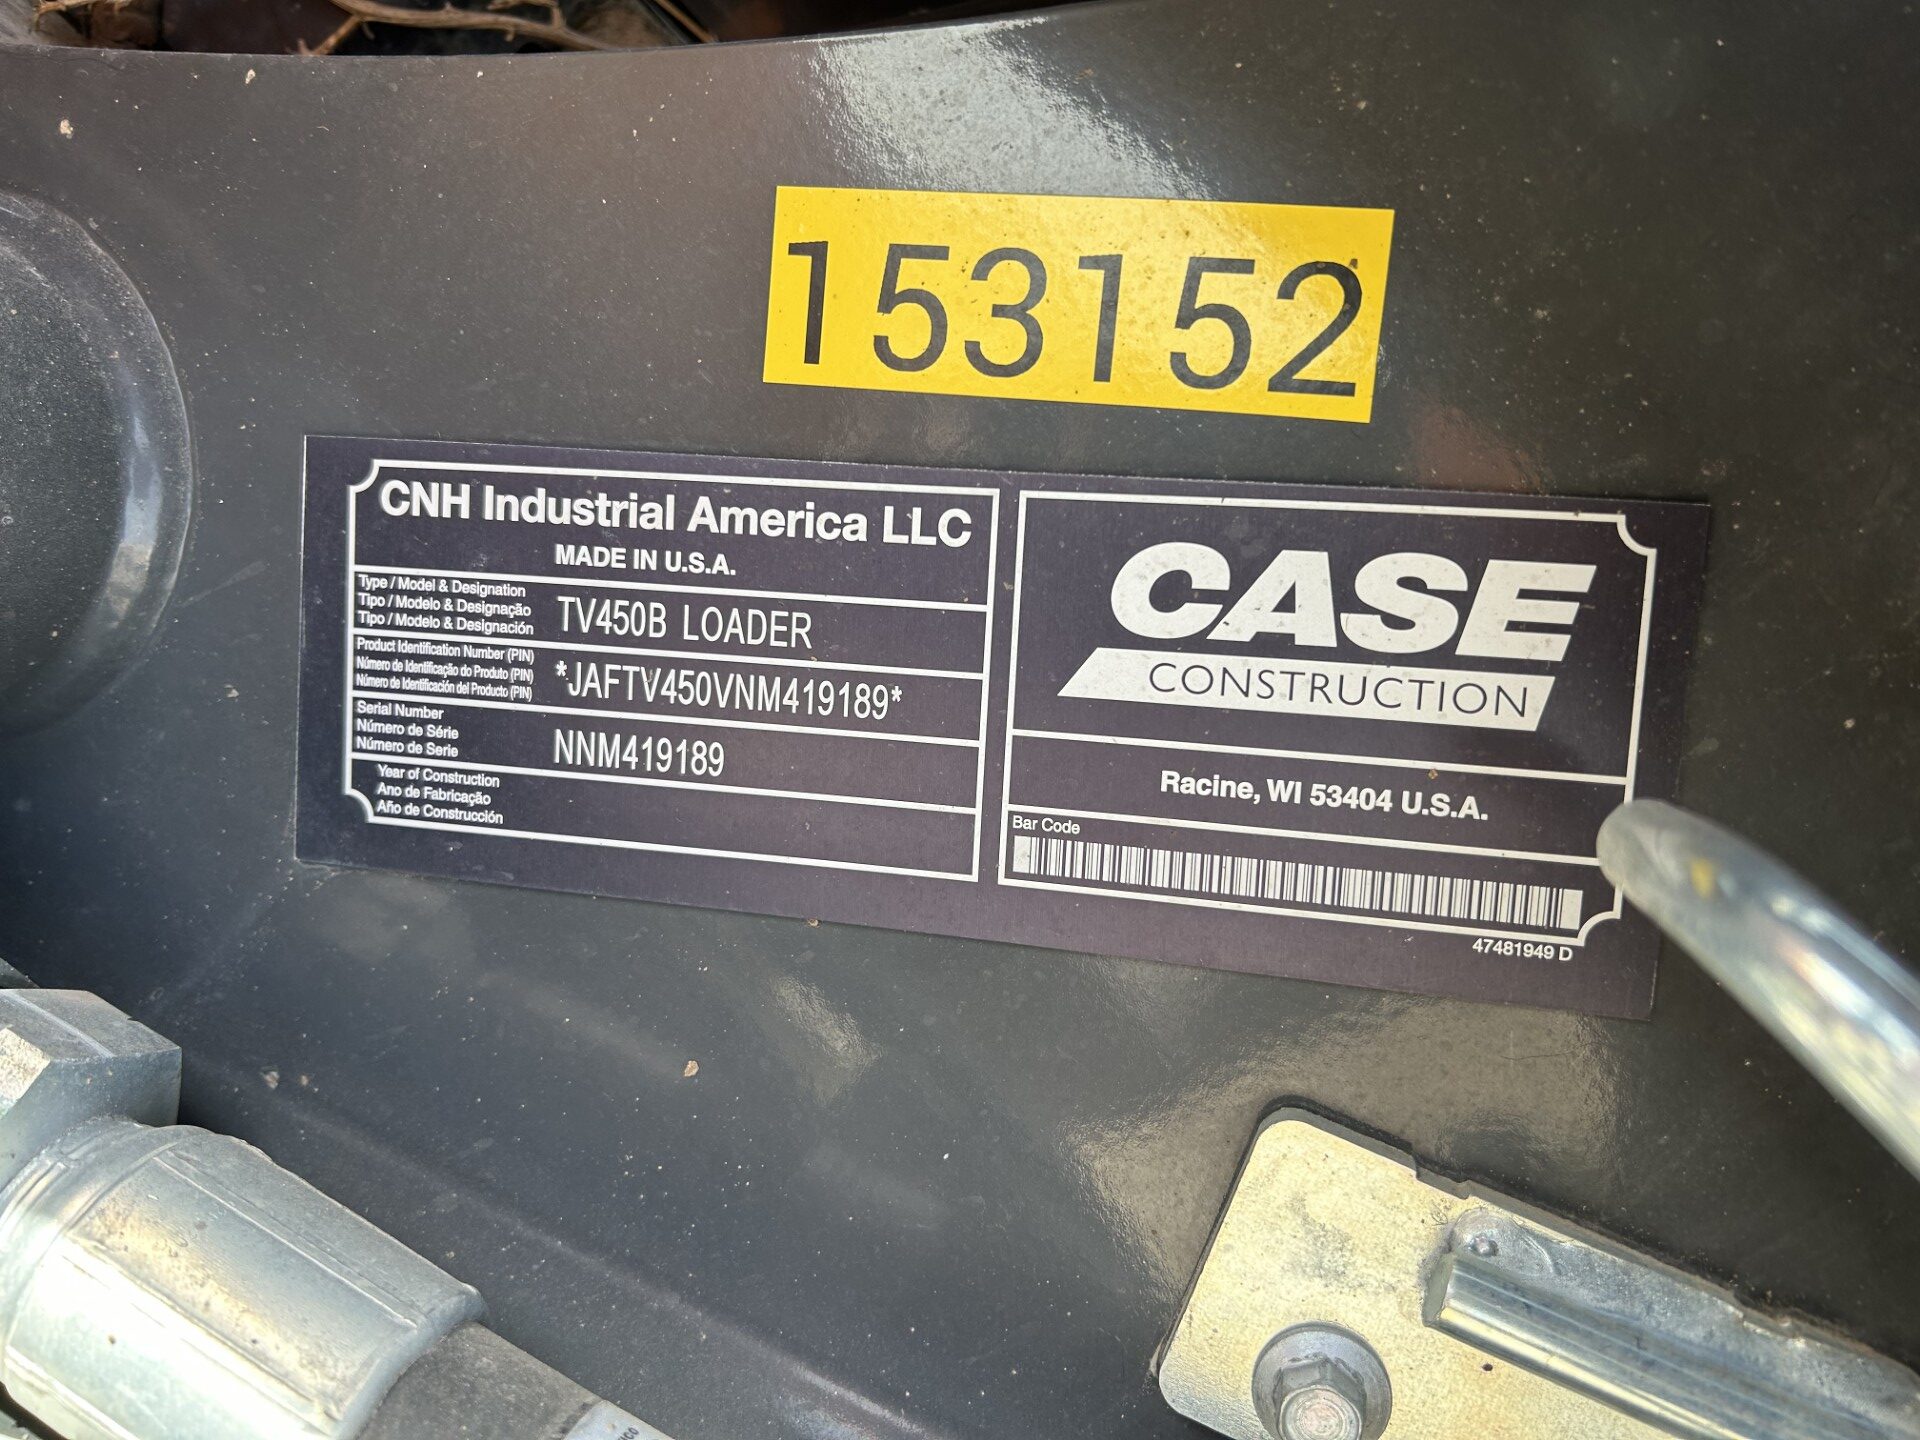 153152
CNH Industrial America LLC
MADE IN U.S.A.
Type / Model & Designation
Tipo / Modelo & Designação
Tipo / Modelo & Designación
TV450B LOADER
Product Identification Number (PIN)
Número de Identificação do Produto (PIN)
Número de Identificación del Producto (PIN)
*JAFTV450VNM419189*
Serial Number
Número de Série
Número de Serie
NNM419189
Year of Construction
Ano de Fabricação
Año de Construcción
CASE
CONSTRUCTION
Racine, WI 53404 U.S.A.
Bar Code
47481949 D